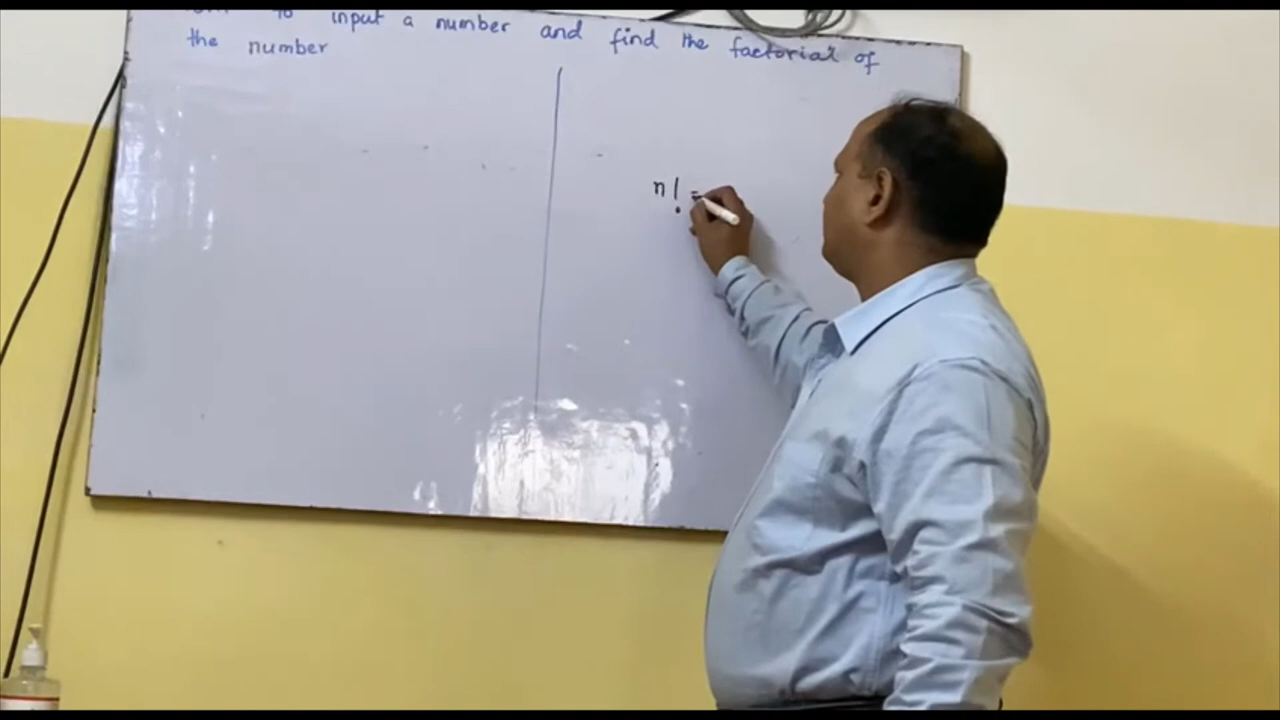 to input a number and find the factorial of
the number
n! =